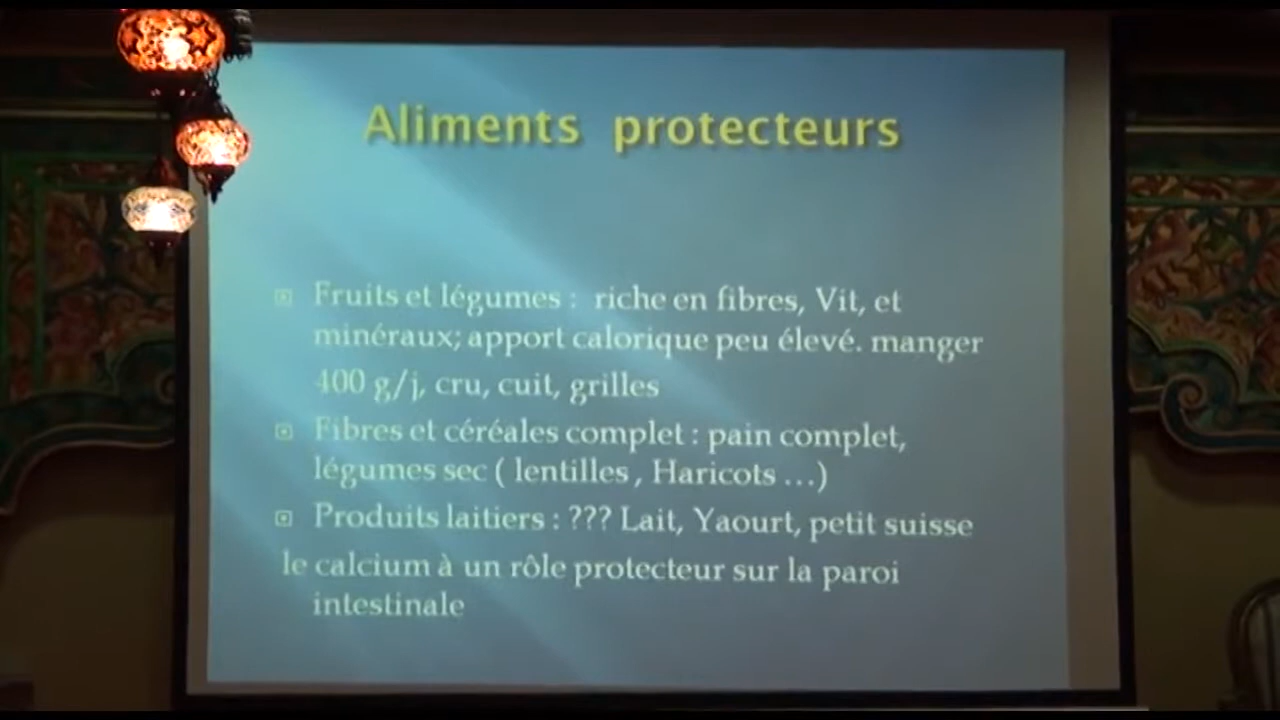 Aliments protecteurs
Fruits et légumes : riche en fibres, Vit, et
minéraux; apport calorique peu élevé. manger
400 g/j, cru, cuit, grilles
Fibres et céréales complet : pain complet,
légumes sec ( lentilles , Haricots ...)
Produits laitiers : ??? Lait, Yaourt, petit suisse
le calcium à un rôle protecteur sur la paroi
intestinale